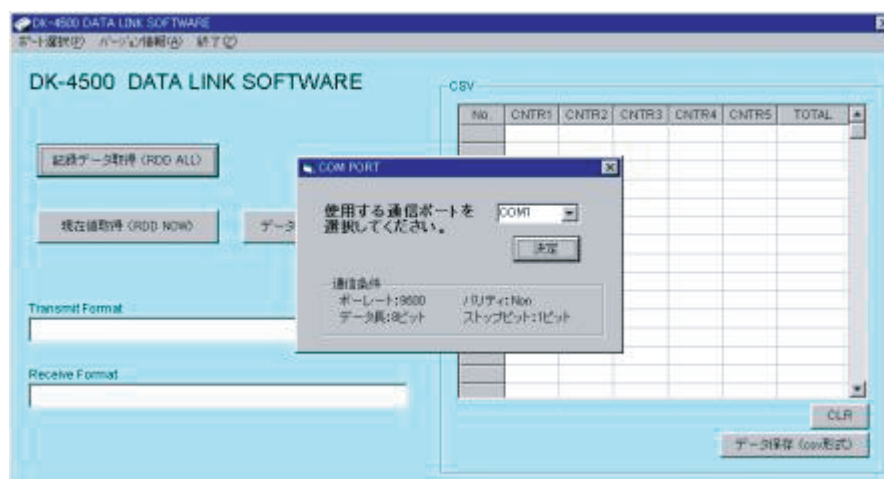 DK-4500 DATA LINK SOFTWARE
ポート選択(P) バージョン情報(A) 終了(Q)
DK-4500 DATA LINK SOFTWARE
CSV
No. CNTR1 CNTR2 CNTR3 CNTR4 CNTR5 TOTAL
記録データ取得 (RDD ALL)
現在値取得 (RDD NOW)
データ
COM PORT
使用する通信ポートを
選択してください。
COM1
決定
通信条件
ボーレート:9600 パリティ:Non
データ長:8ビット ストップビット:1ビット
Transmit Format
Receive Format
CLR
データ保存 (csv形式)